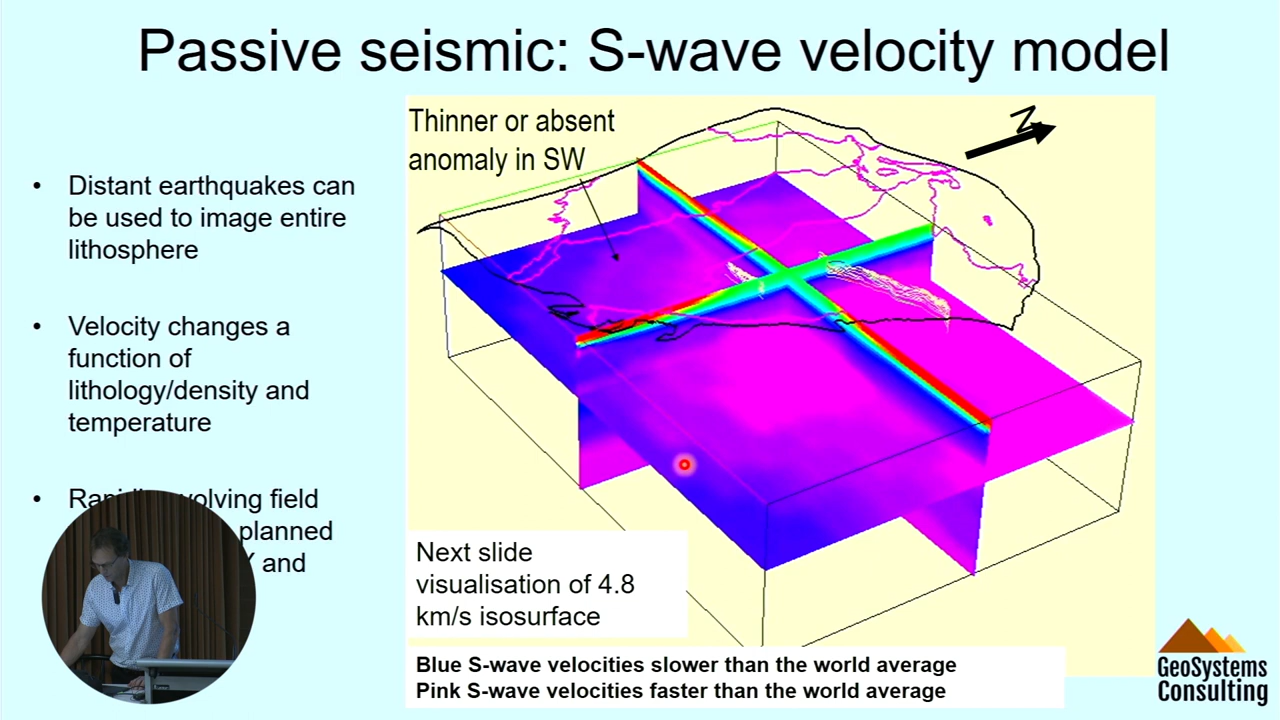 Passive seismic: S-wave velocity model
• Distant earthquakes can
be used to image entire
lithosphere
• Velocity changes a
function of
lithology/density and
temperature
• field
planned
and
Thinner or absent
anomaly in SW
N
Next slide
visualisation of 4.8
km/s isosurface
Blue S-wave velocities slower than the world average
Pink S-wave velocities faster than the world average
GeoSystems
Consulting